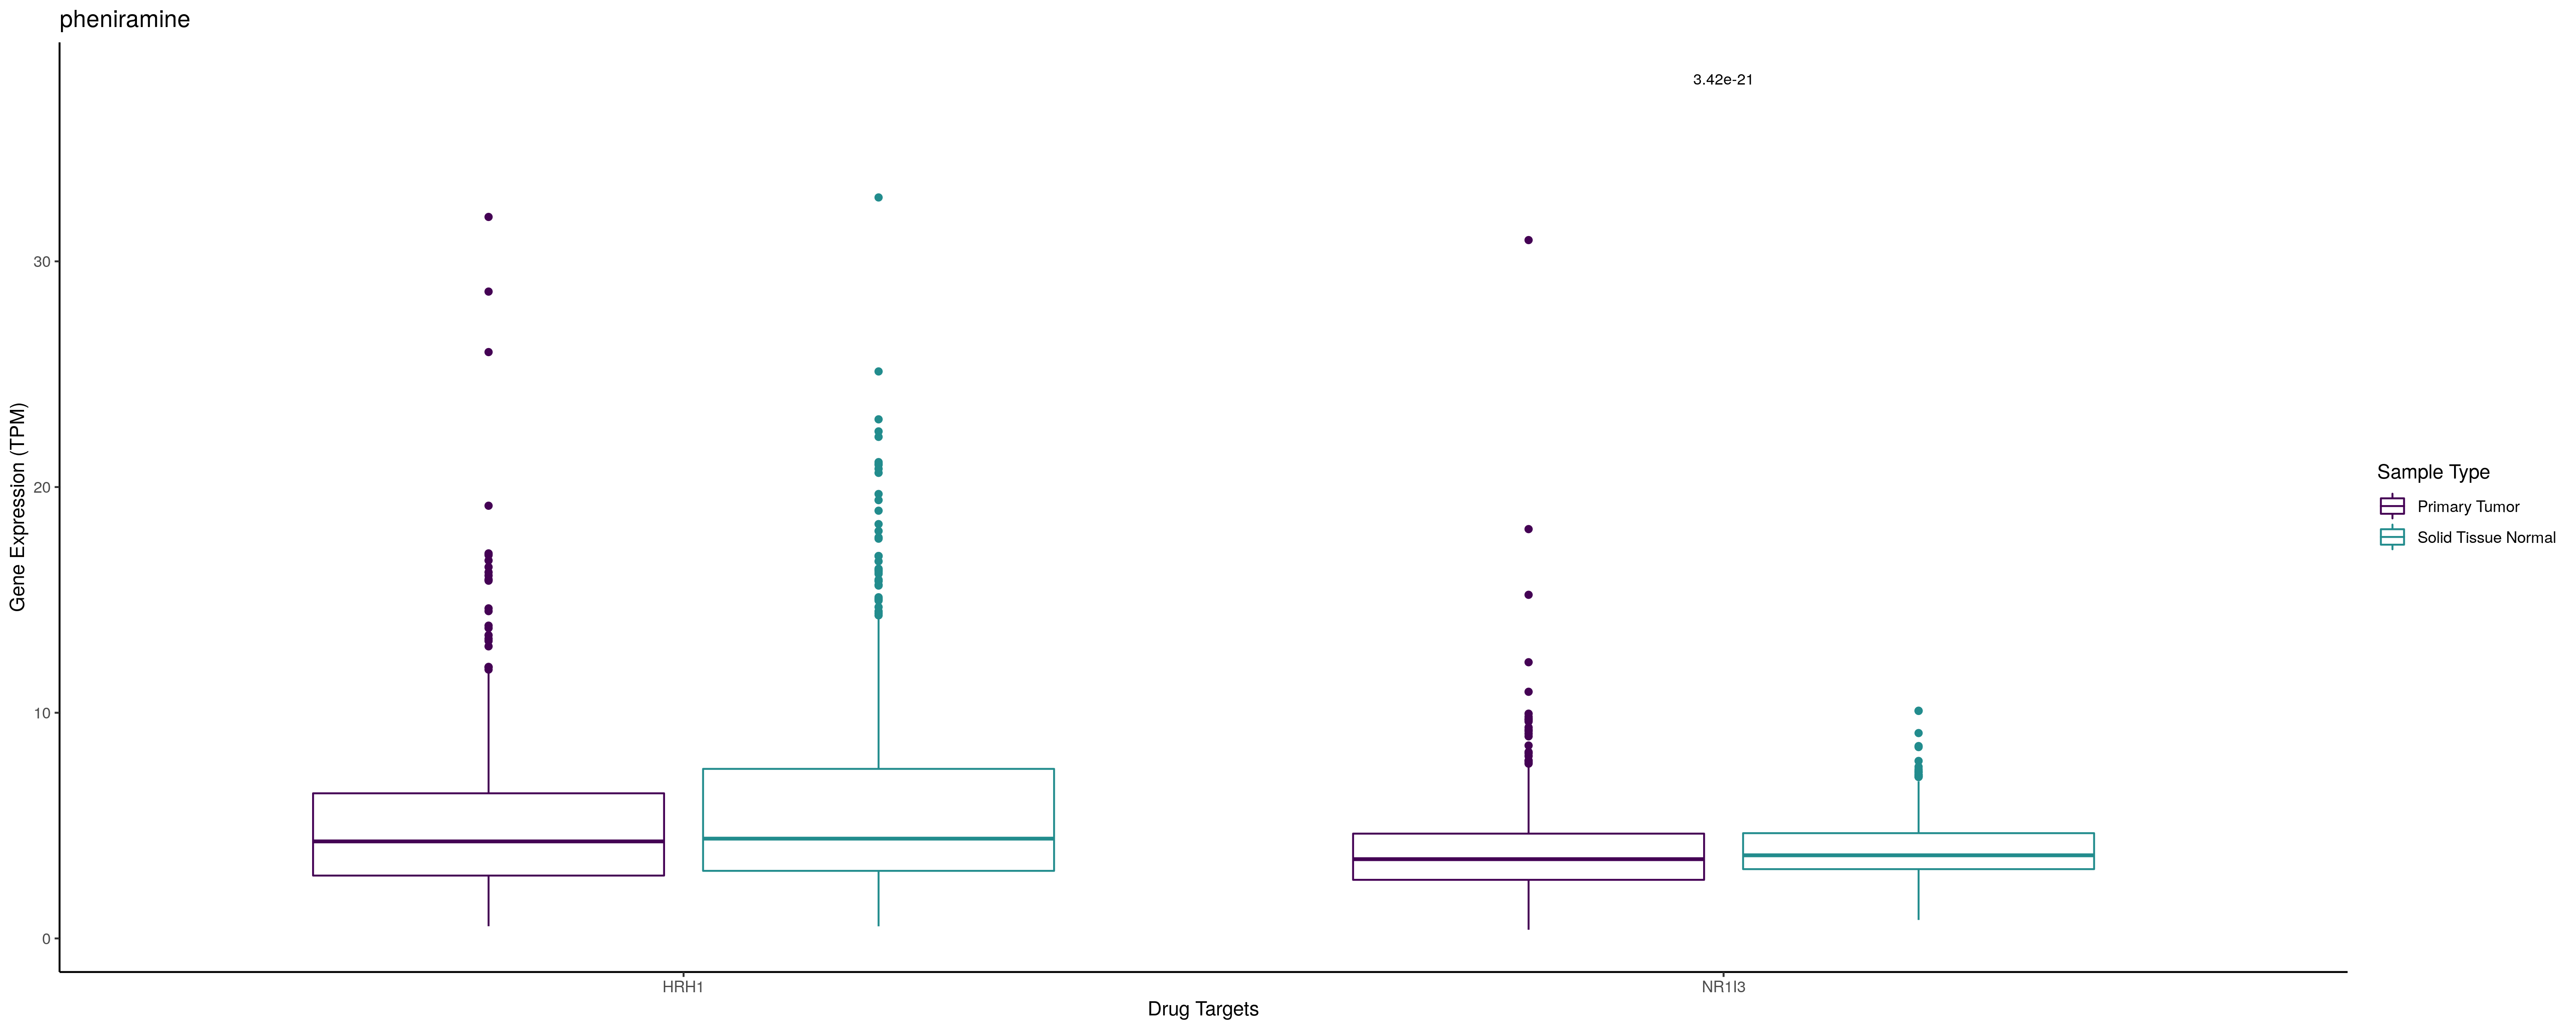 pheniramine
3.42e-21
Gene Expression (TPM)
30
20
10
0
HRH1
NR1I3
Drug Targets
Sample Type
Primary Tumor
Solid Tissue Normal